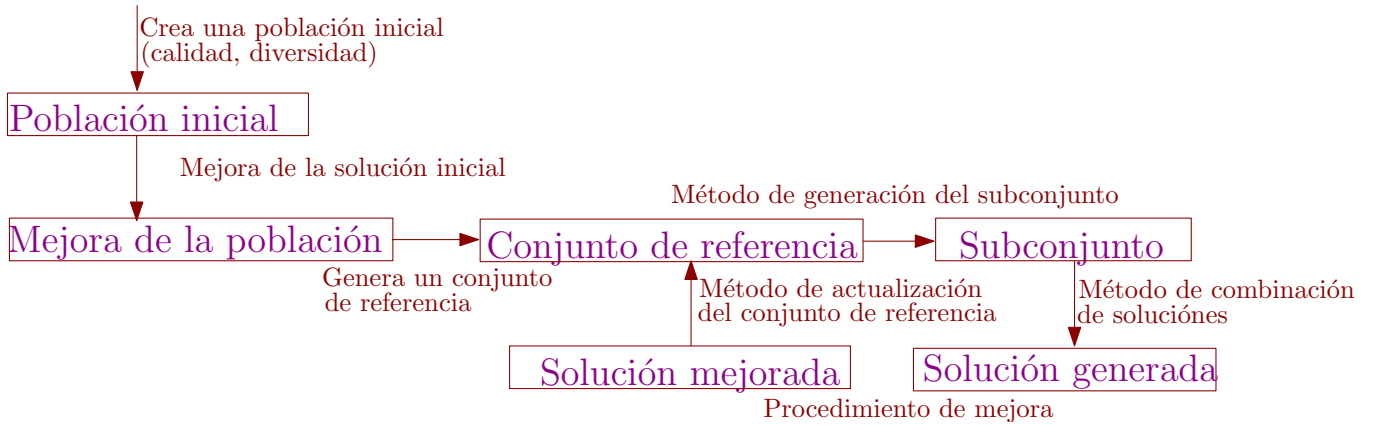 Crea una población inicial
(calidad, diversidad)
Población inicial
Mejora de la solución inicial
Método de generación del subconjunto
Mejora de la población
Conjunto de referencia
Subconjunto
Genera un conjunto
de referencia
Método de actualización
del conjunto de referencia
Método de combinación
de soluciónes
Solución mejorada
Solución generada
Procedimiento de mejora